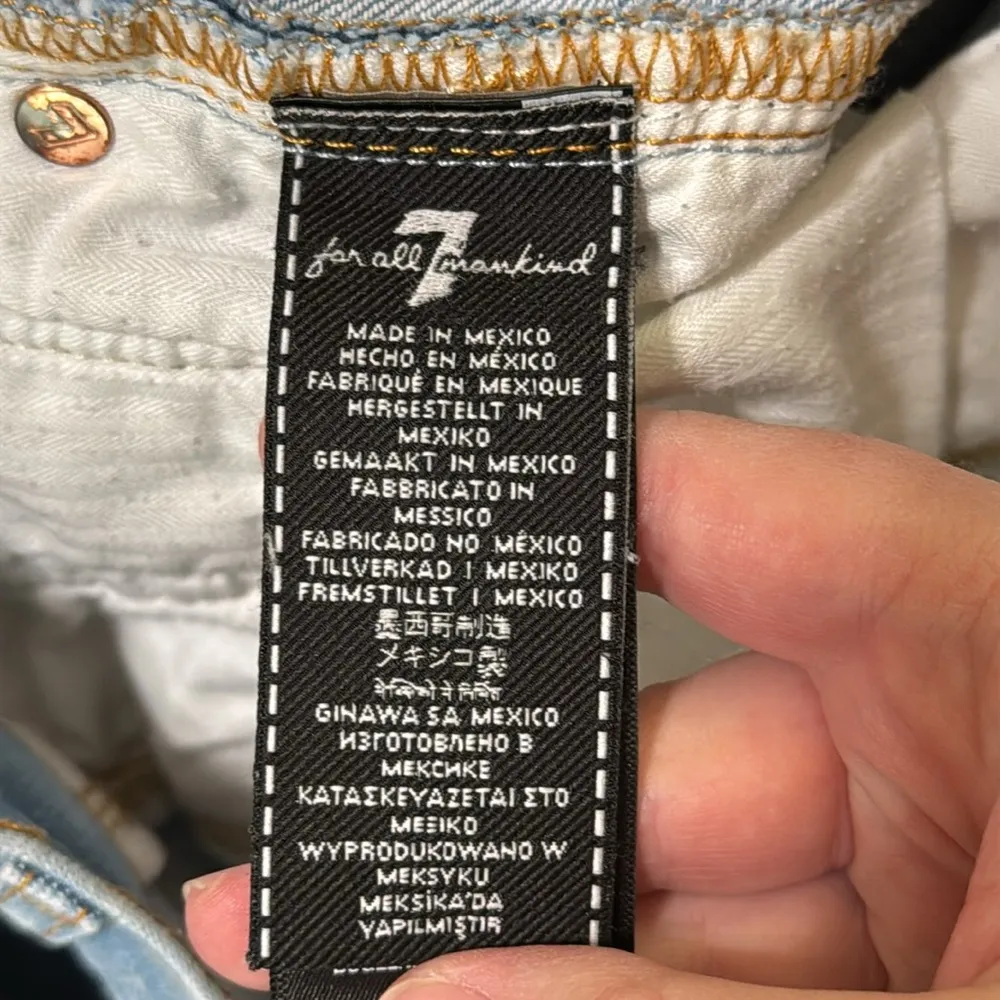 for all 7 mankind
MADE IN MEXICO
HECHO EN MÉXICO
FABRIQUÉ EN MEXIQUE
HERGESTELLT IN
MEXIKO
GEMAAKT IN MEXICO
FABBRICATO IN
MESSICO
FABRICADO NO MÉXICO
TILLVERKAD I MEXIKO
FREMSTILLET I MEXICO
墨西哥制造
メキシコ製
GINAWA SA MEXICO
ИЗГОТОВЛЕНО В
МЕКСИКЕ
ΚΑΤΑΣΚΕΥΑΖΕΤΑΙ ΣΤΟ
ΜΕΞΙΚΟ
WYPRODUKOWANO W
MEKSYKU
MEKSİKA'DA
YAPILMIŞTIR